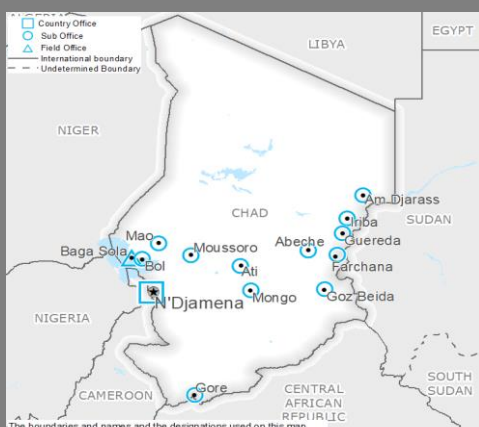 ALGERIA
Country Office
Sub Office
Field Office
International boundary
Undetermined Boundary
LIBYA
EGYPT
NIGER
Am Djarass
CHAD
Iriba
SUDAN
Mao
Guereda
Baga Sola
Moussoro
Abeche
Bol
Ati
Farchana
N'Djamena
Mongo
Goz Beida
NIGERIA
SOUTH
SUDAN
Gore
CAMEROON
CENTRAL
AFRICAN
REPUBLIC
The boundaries and names and the designations used on this map